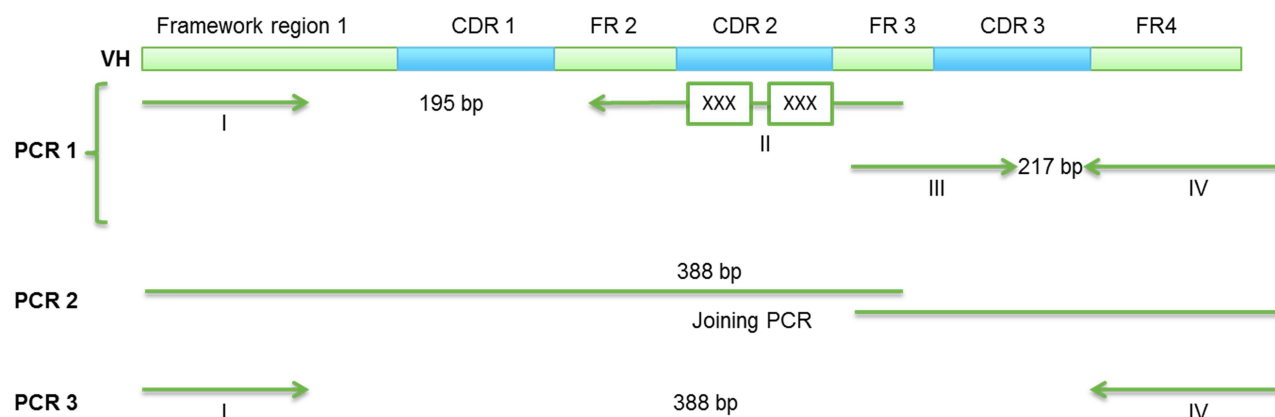 Framework region 1 CDR 1 FR 2 CDR 2 FR 3 CDR 3 FR4
VH
195 bp XXX XXX
I II
PCR 1
217 bp
III IV
388 bp
PCR 2
Joining PCR
PCR 3
I 388 bp IV